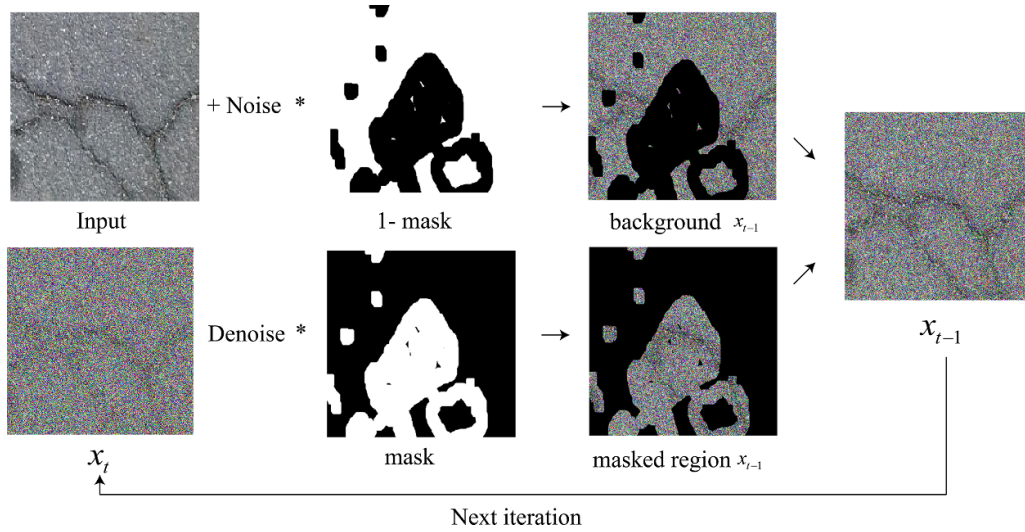 + Noise *
Input
1- mask
background x_{t-1}
Denoise *
x_{t-1}
x_t
mask
masked region x_{t-1}
Next iteration